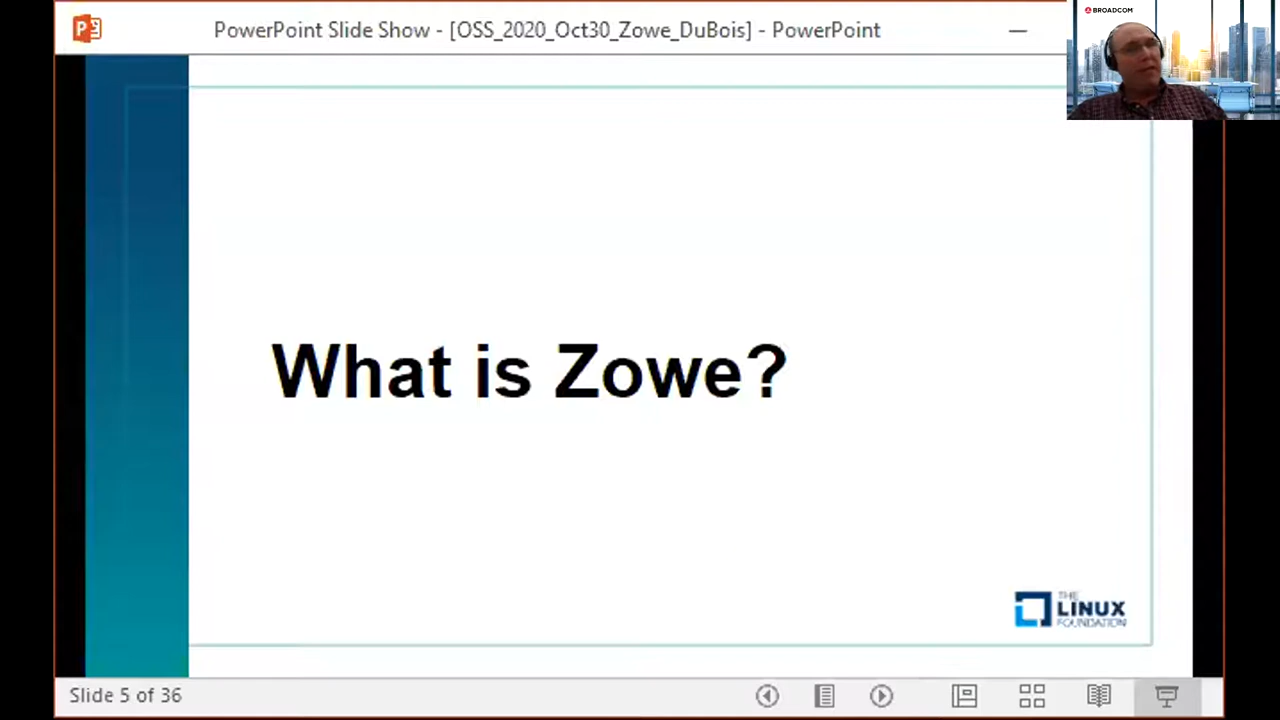 PowerPoint Slide Show - [OSS_2020_Oct30_Zowe_DuBois] - PowerPoint
BROADCOM
What is Zowe?
THE
LINUX
FOUNDATION
Slide 5 of 36